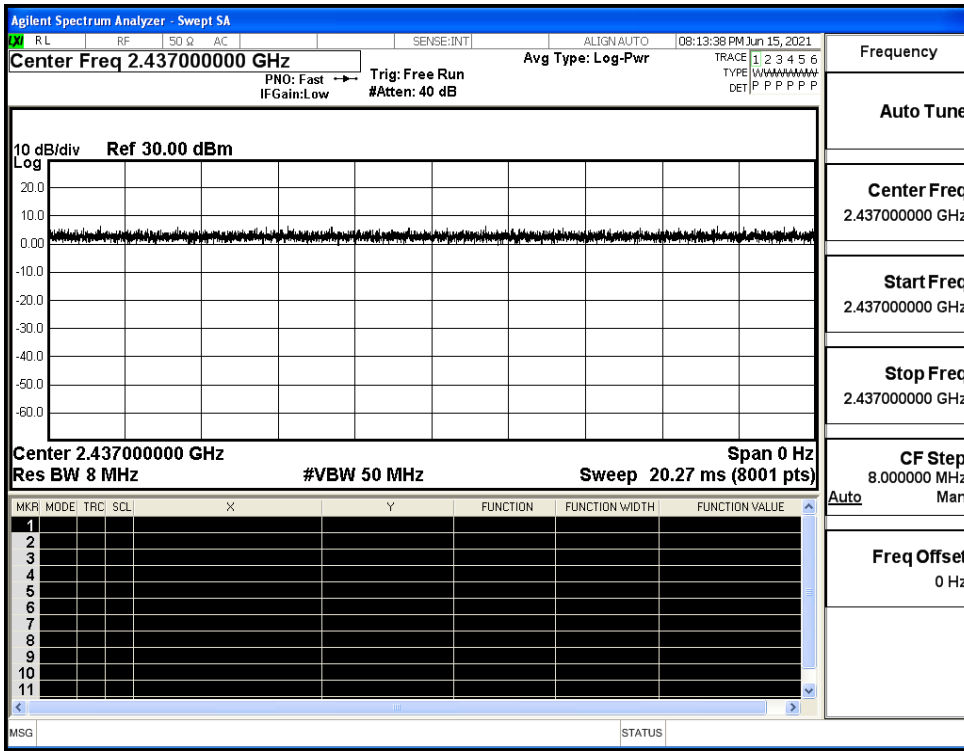 Agilent Spectrum Analyzer - Swept SA
LXI RL RF 50 Ω AC SENSE:INT ALIGN AUTO 08:13:38 PM Jun 15, 2021
Center Freq 2.437000000 GHz
PNO: Fast
IFGain:Low
Trig: Free Run
#Atten: 40 dB
Avg Type: Log-Pwr
TRACE 1 2 3 4 5 6
TYPE WWWWWW
DET P P P P P P
10 dB/div Ref 30.00 dBm
Log
20.0
10.0
0.00
-10.0
-20.0
-30.0
-40.0
-50.0
-60.0
Center 2.437000000 GHz Span 0 Hz
Res BW 8 MHz #VBW 50 MHz Sweep 20.27 ms (8001 pts)
MKR MODE TRC SCL X Y FUNCTION FUNCTION WIDTH FUNCTION VALUE
1
2
3
4
5
6
7
8
9
10
11
MSG STATUS
Frequency
Auto Tune
Center Freq
2.437000000 GHz
Start Freq
2.437000000 GHz
Stop Freq
2.437000000 GHz
CF Step
8.000000 MHz
Auto Man
Freq Offset
0 Hz